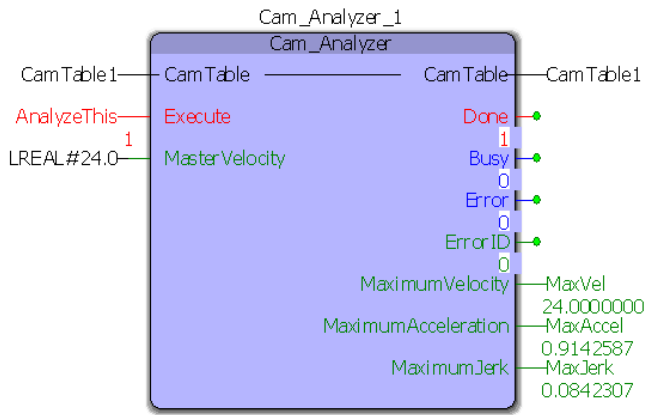 Cam_Analyzer_1
Cam_Analyzer
CamTable1 CamTable CamTable CamTable1
AnalyzeThis Execute Done
1 1
LREAL#24.0 MasterVelocity Busy
0
Error
0
ErrorID
0
MaximumVelocity MaxVel
24.0000000
MaximumAcceleration MaxAccel
0.9142587
MaximumJerk MaxJerk
0.0842307